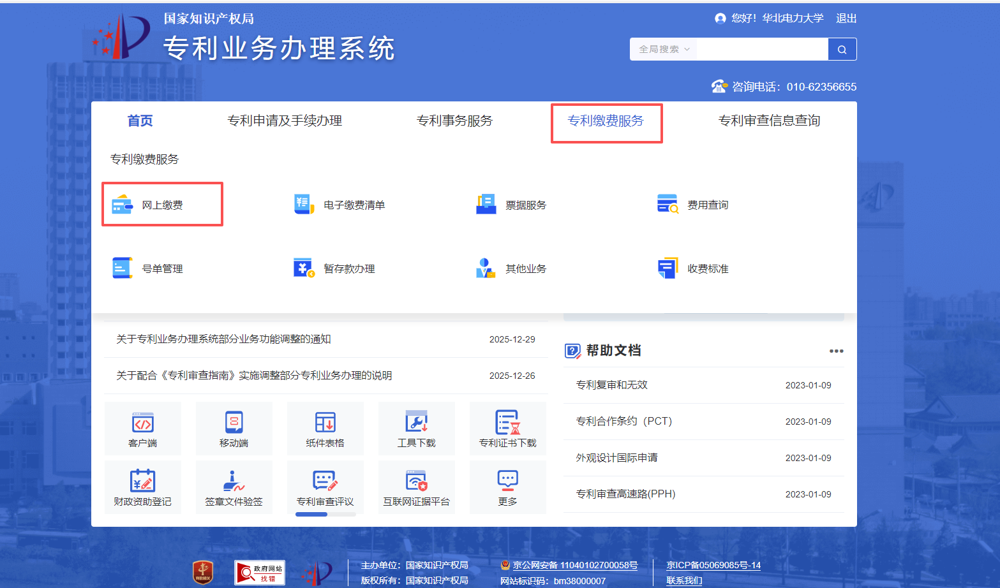 国家知识产权局
专利业务办理系统
您好！华北电力大学 退出
全局搜索
咨询电话：010-62356655
首页 专利申请及手续办理 专利事务服务 专利缴费服务 专利审查信息查询
专利缴费服务
网上缴费 电子缴费清单 票据服务 费用查询
号单管理 暂存款办理 其他业务 收费标准
关于专利业务办理系统部分业务功能调整的通知 2025-12-29
关于配合《专利审查指南》实施调整部分专利业务办理的说明 2025-12-26
帮助文档
专利复审和无效 2023-01-09
专利合作条约（PCT） 2023-01-09
外观设计国际申请 2023-01-09
专利审查高速路(PPH) 2023-01-09
客户端 移动端 纸件表格 工具下载 专利证书下载
财政资助登记 签章文件验签 专利审查评议 互联网证据平台 更多
政府网站
找错
主办单位：国家知识产权局
版权所有：国家知识产权局
京公网安备 11040102700058号
网站标识码：bm38000007
京ICP备05069085号-14
联系我们